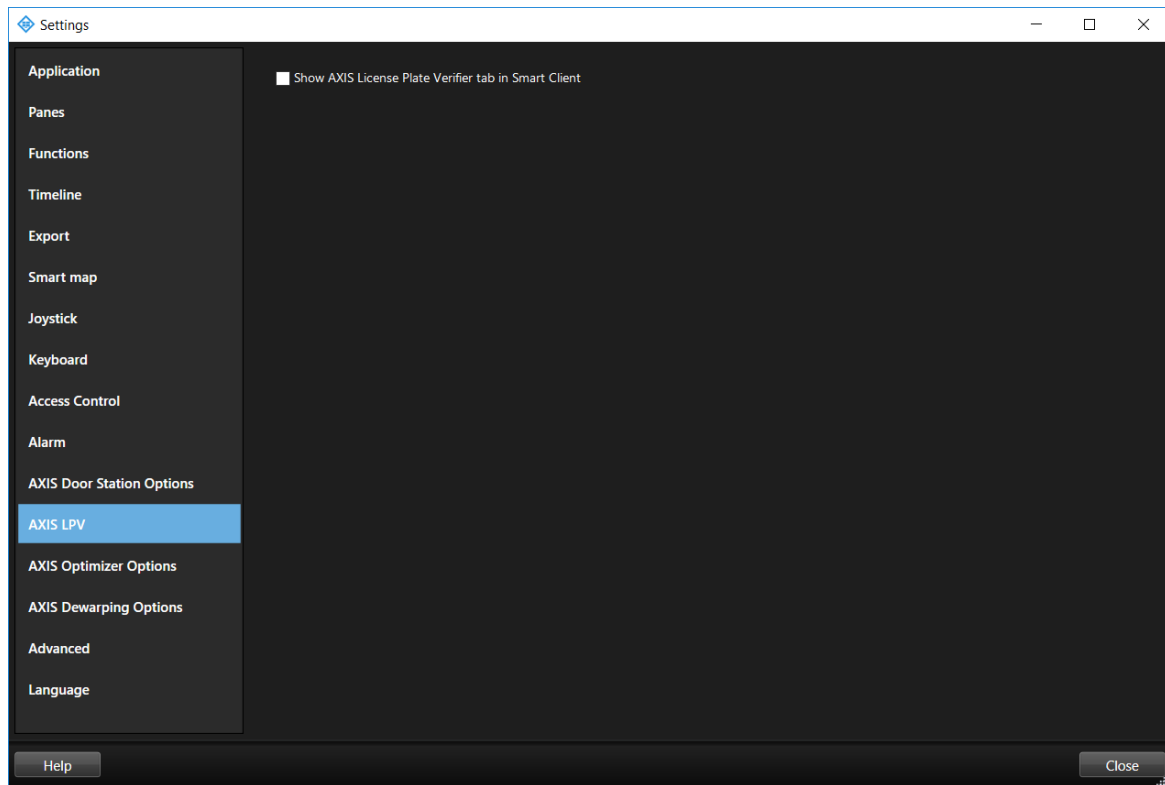 Settings
Application
Show AXIS License Plate Verifier tab in Smart Client
Panes
Functions
Timeline
Export
Smart map
Joystick
Keyboard
Access Control
Alarm
AXIS Door Station Options
AXIS LPV
AXIS Optimizer Options
AXIS Dewarping Options
Advanced
Language
Help
Close